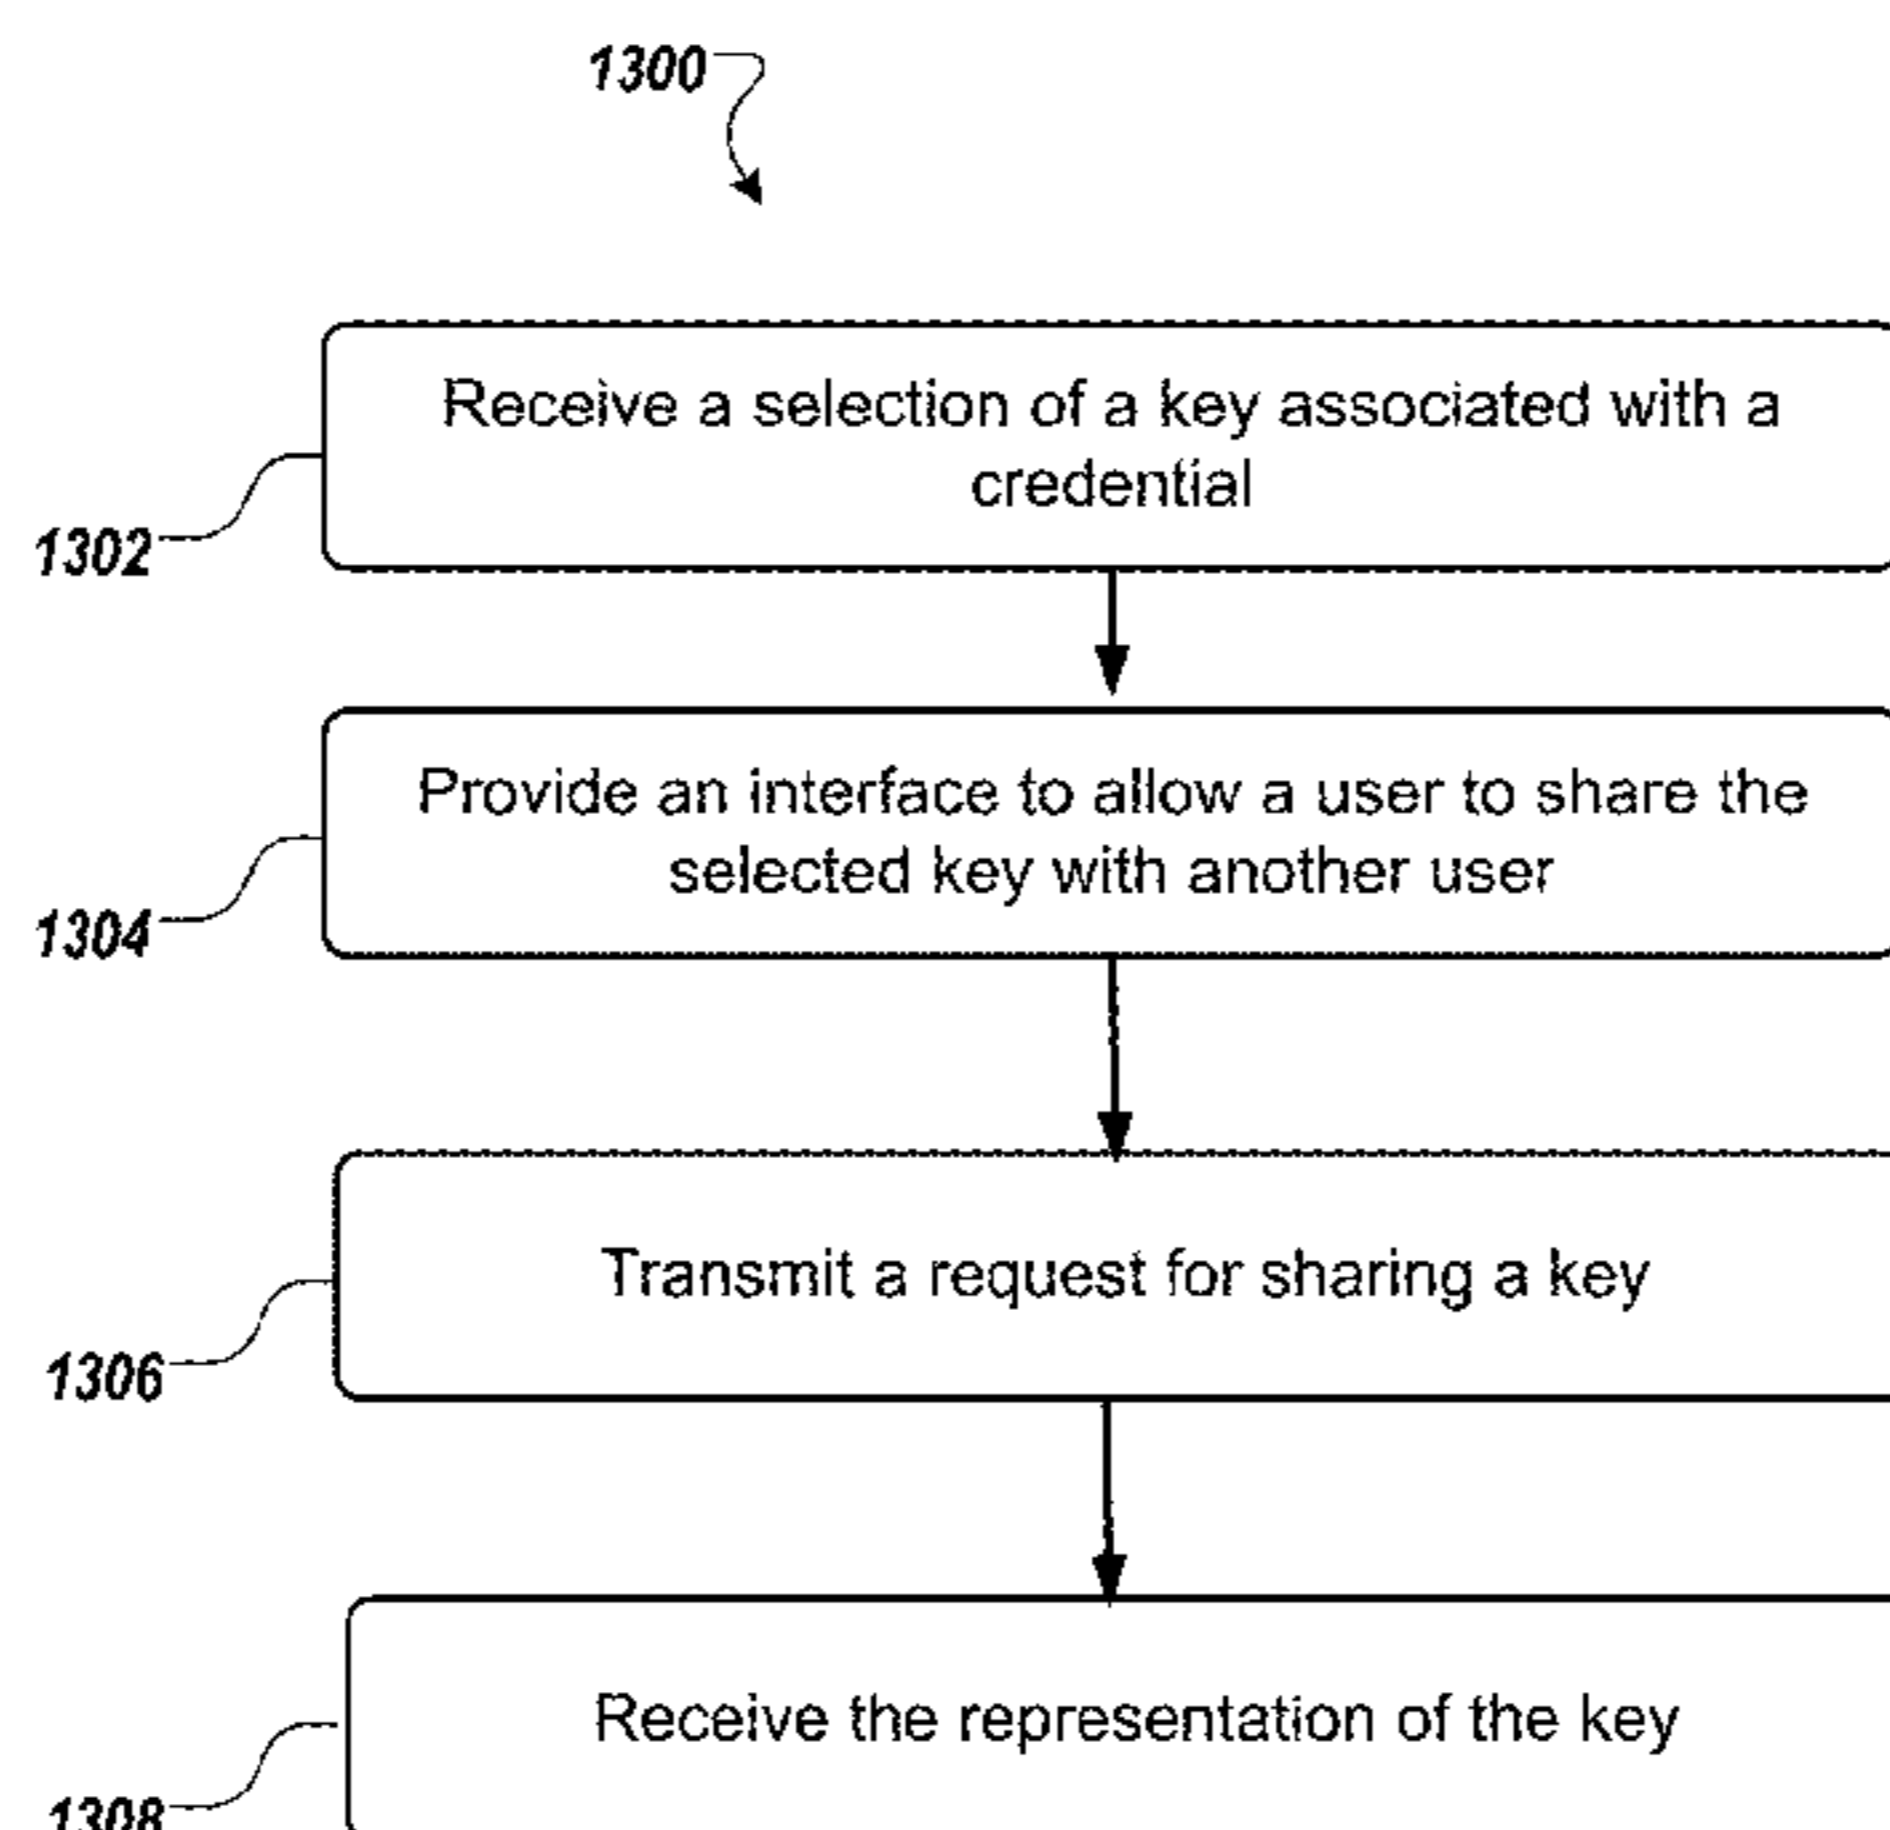 1300
Receive a selection of a key associated with a
credential
1302
Provide an interface to allow a user to share the
selected key with another user
1304
Transmit a request for sharing a key
1306
Receive the representation of the key
1308